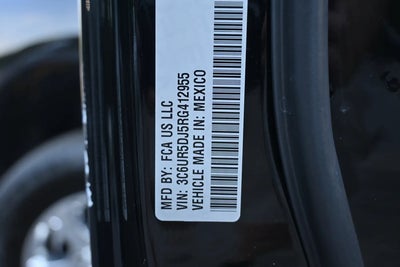 MFD BY: FCA US LLC
VIN: 3C6UR5DJ5RG412955
VEHICLE MADE IN: MEXICO